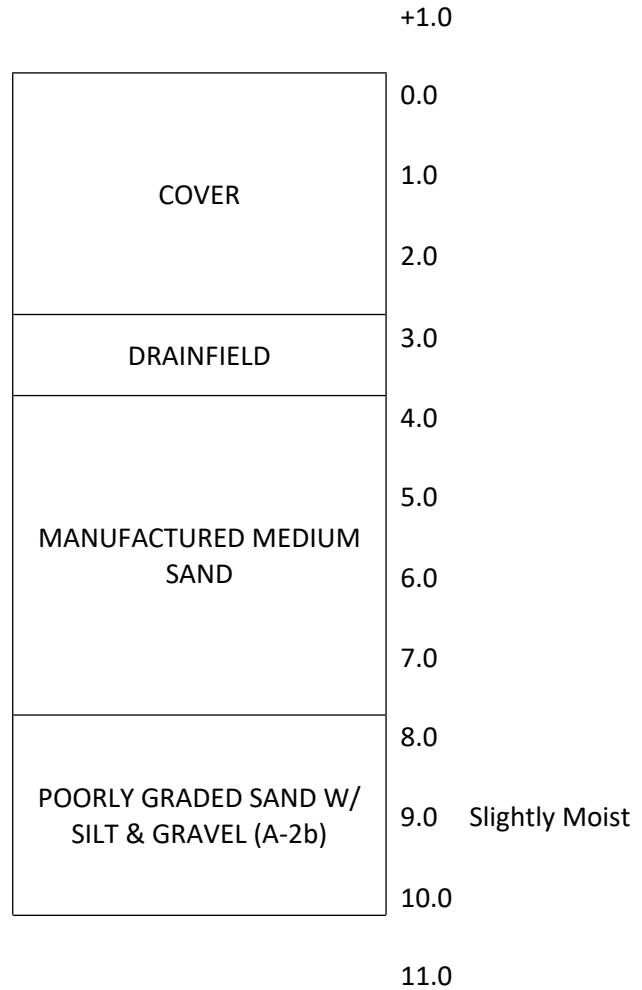 +1.0
0.0
1.0
COVER
2.0
3.0
DRAINFIELD
4.0
5.0
MANUFACTURED MEDIUM
SAND
6.0
7.0
8.0
POORLY GRADED SAND W/
SILT & GRAVEL (A-2b)
9.0 Slightly Moist
10.0
11.0